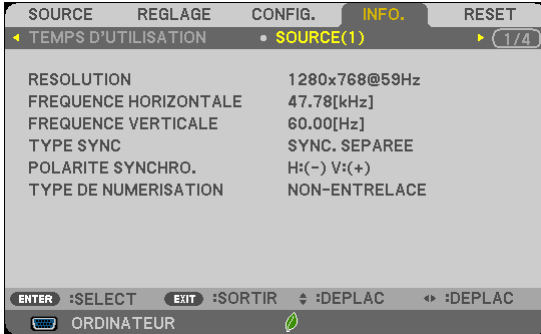 SOURCE REGLAGE CONFIG. INFO. RESET
TEMPS D'UTILISATION SOURCE(1) 1/4
RESOLUTION 1280x768@59Hz
FREQUENCE HORIZONTALE 47.78[kHz]
FREQUENCE VERTICALE 60.00[Hz]
TYPE SYNC SYNC. SEPAREE
POLARITE SYNCHRO. H:(-) V:(+)
TYPE DE NUMERISATION NON-ENTRELACE
ENTER :SELECT EXIT :SORTIR :DEPLAC :DEPLAC
ORDINATEUR